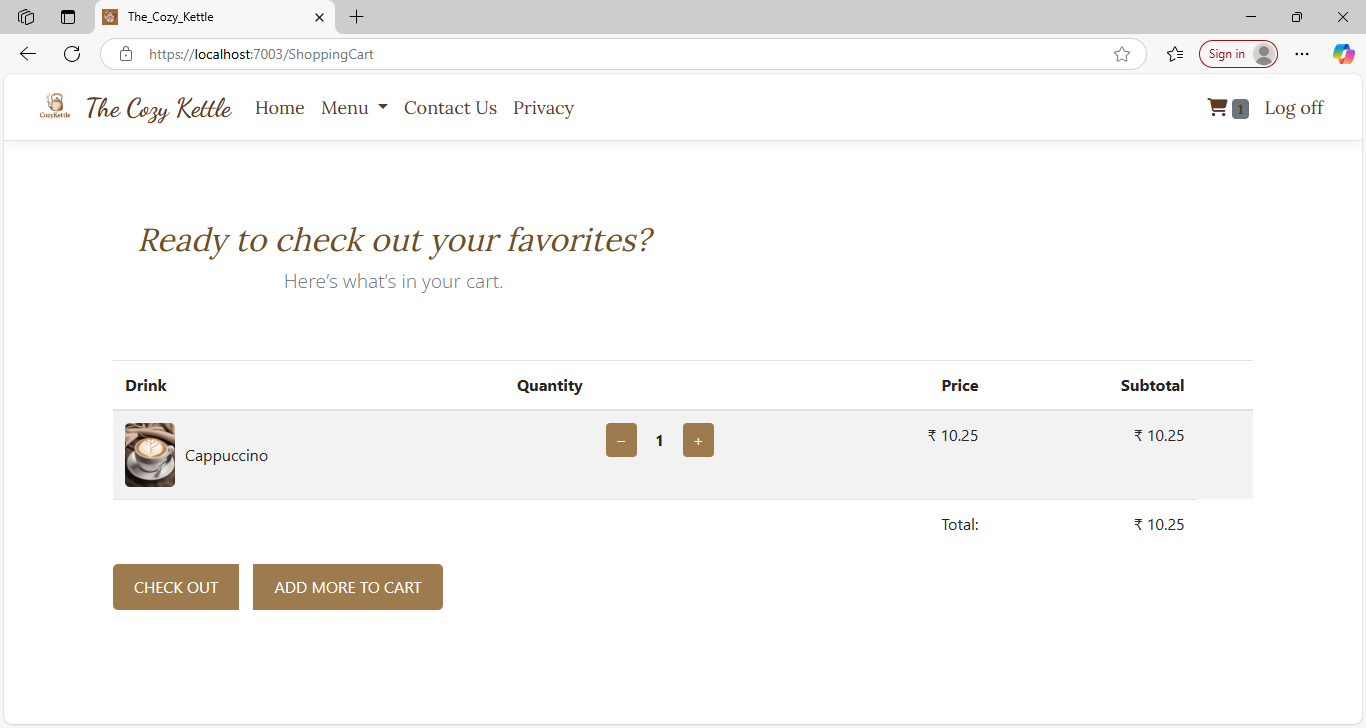 The_Cozy_Kettle
https://localhost:7003/ShoppingCart
Sign in
CozyKettle
The Cozy Kettle Home Menu Contact Us Privacy 1 Log off
Ready to check out your favorites?
Here’s what’s in your cart.
Drink Quantity Price Subtotal
Cappuccino − 1 + ₹ 10.25 ₹ 10.25
Total: ₹ 10.25
CHECK OUT ADD MORE TO CART